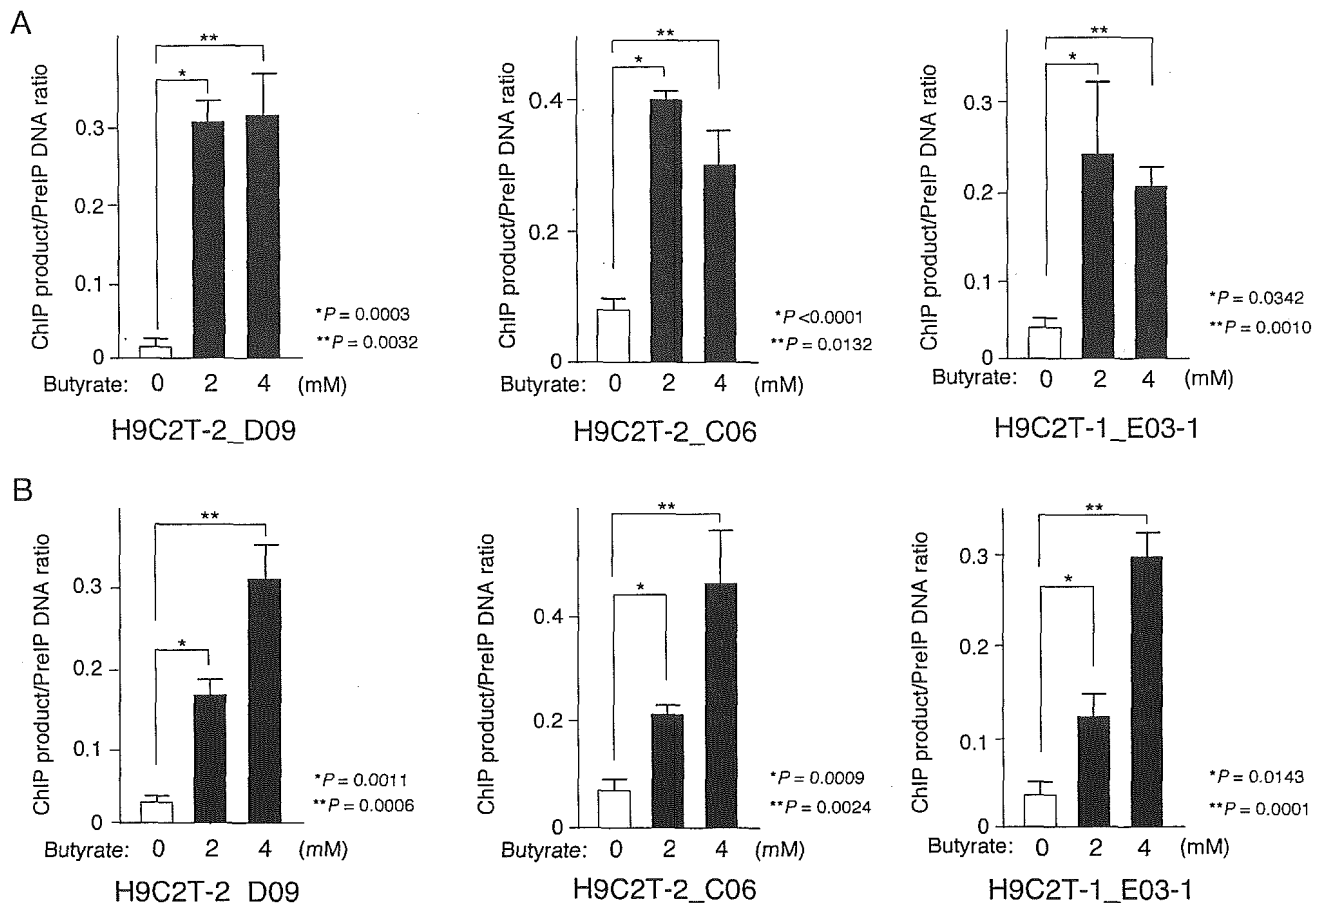 A
ChIP product/PreIP DNA ratio
0.3
0.2
0.1
0
**
*
*P = 0.0003
**P = 0.0032
Butyrate: 0 2 4 (mM)
H9C2T-2_D09
ChIP product/PreIP DNA ratio
0.4
0.2
0
**
*
*P <0.0001
**P = 0.0132
Butyrate: 0 2 4 (mM)
H9C2T-2_C06
ChIP product/PreIP DNA ratio
0.3
0.2
0.1
0
**
*
*P = 0.0342
**P = 0.0010
Butyrate: 0 2 4 (mM)
H9C2T-1_E03-1
B
ChIP product/PreIP DNA ratio
0.3
0.2
0.1
0
**
*
*P = 0.0011
**P = 0.0006
Butyrate: 0 2 4 (mM)
H9C2T-2 D09
ChIP product/PreIP DNA ratio
0.4
0.2
0
**
*
*P = 0.0009
**P = 0.0024
Butyrate: 0 2 4 (mM)
H9C2T-2_C06
ChIP product/PreIP DNA ratio
0.3
0.2
0.1
0
**
*
*P = 0.0143
**P = 0.0001
Butyrate: 0 2 4 (mM)
H9C2T-1_E03-1